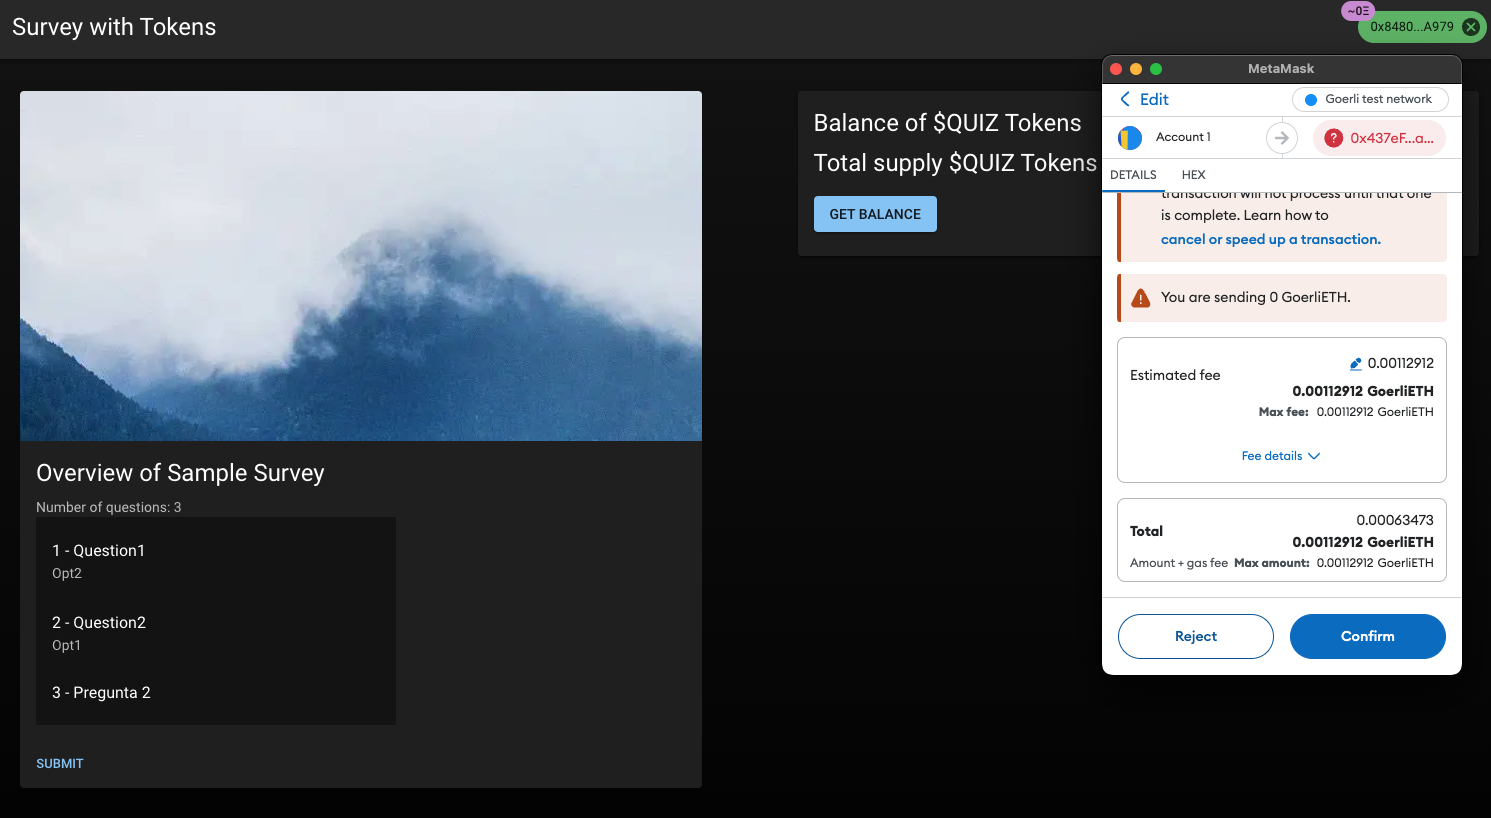 Survey with Tokens
~0Ξ
0x8480...A979
Overview of Sample Survey
Number of questions: 3
1 - Question1
Opt2
2 - Question2
Opt1
3 - Pregunta 2
SUBMIT
Balance of $QUIZ Tokens
Total supply $QUIZ Tokens
GET BALANCE
MetaMask
Edit
Goerli test network
Account 1
0x437eF...a...
DETAILS HEX
transaction will not process until that one
is complete. Learn how to
cancel or speed up a transaction.
You are sending 0 GoerliETH.
Estimated fee
0.00112912
0.00112912 GoerliETH
Max fee: 0.00112912 GoerliETH
Fee details
Total
0.00063473
0.00112912 GoerliETH
Amount + gas fee Max amount: 0.00112912 GoerliETH
Reject
Confirm